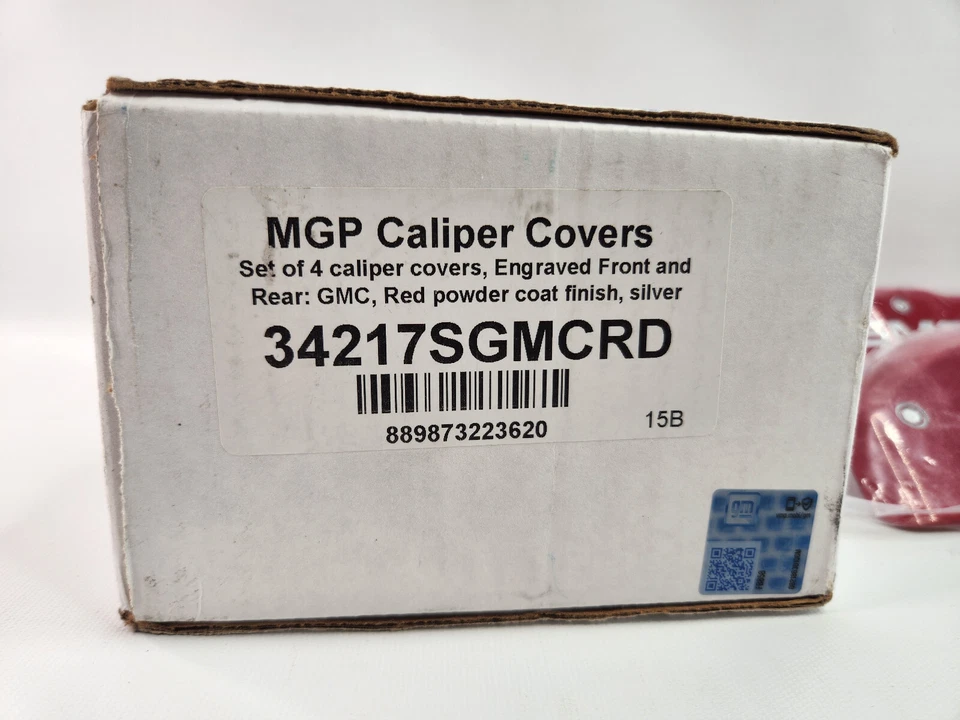 MGP Caliper Covers
Set of 4 caliper covers, Engraved Front and
Rear: GMC, Red powder coat finish, silver
34217SGMCRD
889873223620
15B
gm